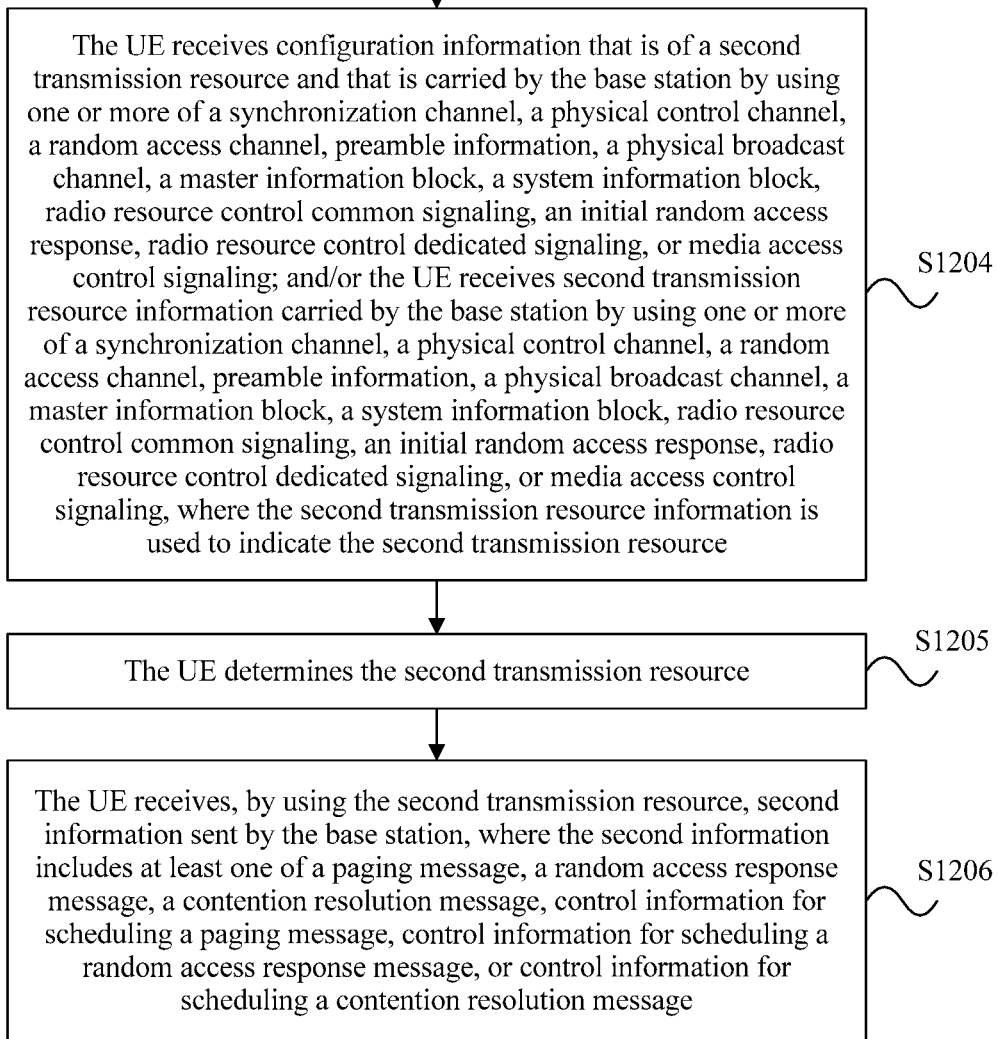 The UE receives configuration information that is of a second
transmission resource and that is carried by the base station by using
one or more of a synchronization channel, a physical control channel,
a random access channel, preamble information, a physical broadcast
channel, a master information block, a system information block,
radio resource control common signaling, an initial random access
response, radio resource control dedicated signaling, or media access
control signaling; and/or the UE receives second transmission
resource information carried by the base station by using one or more
of a synchronization channel, a physical control channel, a random
access channel, preamble information, a physical broadcast channel, a
master information block, a system information block, radio resource
control common signaling, an initial random access response, radio
resource control dedicated signaling, or media access control
signaling, where the second transmission resource information is
used to indicate the second transmission resource
S1204
The UE determines the second transmission resource
S1205
The UE receives, by using the second transmission resource, second
information sent by the base station, where the second information
includes at least one of a paging message, a random access response
message, a contention resolution message, control information for
scheduling a paging message, control information for scheduling a
random access response message, or control information for
scheduling a contention resolution message
S1206